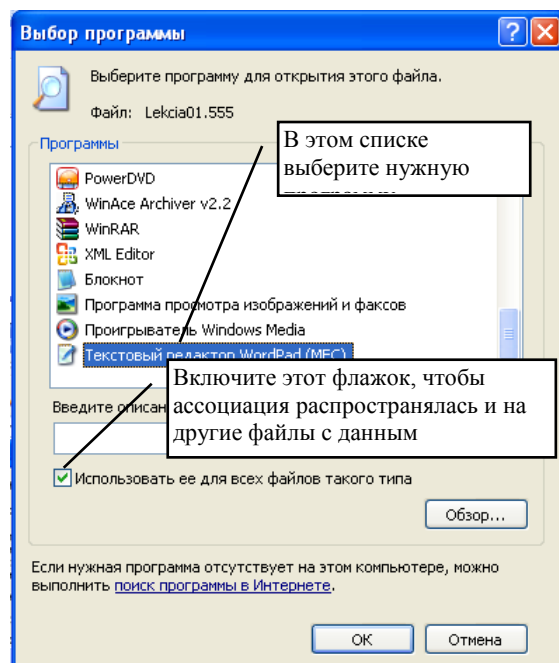 Выбор программы
Выберите программу для открытия этого файла.
Файл: Lekcia01.555
Программы
В этом списке
выберите нужную
PowerDVD
WinAce Archiver v2.2
WinRAR
XML Editor
Блокнот
Программа просмотра изображений и факсов
Проигрыватель Windows Media
Текстовый редактор WordPad (MFC)
Включите этот флажок, чтобы
ассоциация распространялась и на
другие файлы с данным
Введите
Использовать ее для всех файлов такого типа
Обзор...
Если нужная программа отсутствует на этом компьютере, можно
выполнить поиск программы в Интернете.
ОК Отмена